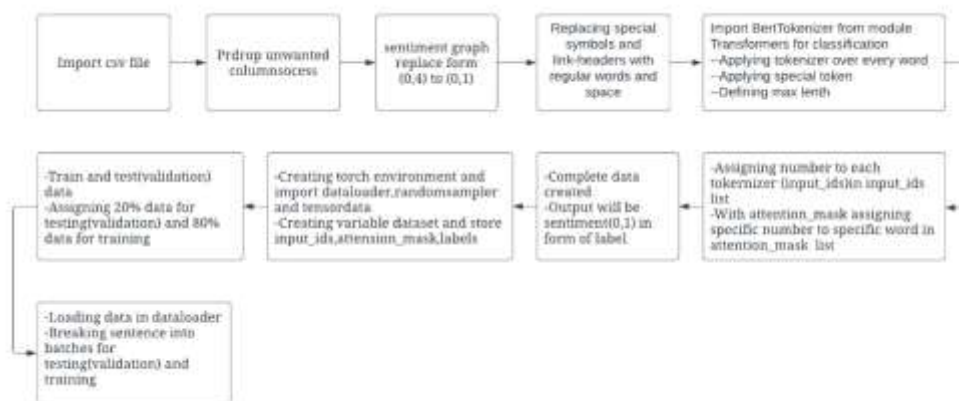 Import csv file
Prdrup unwanted
columnsocess
sentiment graph
replace form
(0,4) to (0,1)
Replacing special
symbols and
link-headers with
regular words and
space
Import BertTokenizer from module
Transformers for classification
--Applying tokenizer over every word
--Applying special token
--Defining max lenth
-Train and test(validation)
data
-Assigning 20% data for
testing(validation) and 80%
data for training
-Creating torch environment and
import dataloader,randomsampler
and tensordata
-Creating variable dataset and store
input_ids,attension_mask,labels
-Complete data
created
-Output will be
sentiment(0,1) in
form of label
-Assigning number to each
tokermizer (input_ids)(in input_ids
list
-With attention_mask assigning
specific number to specific word in
attention_mask list
-Loading data in dataloader
-Breaking sentence into
batches for
testing(validation) and
training